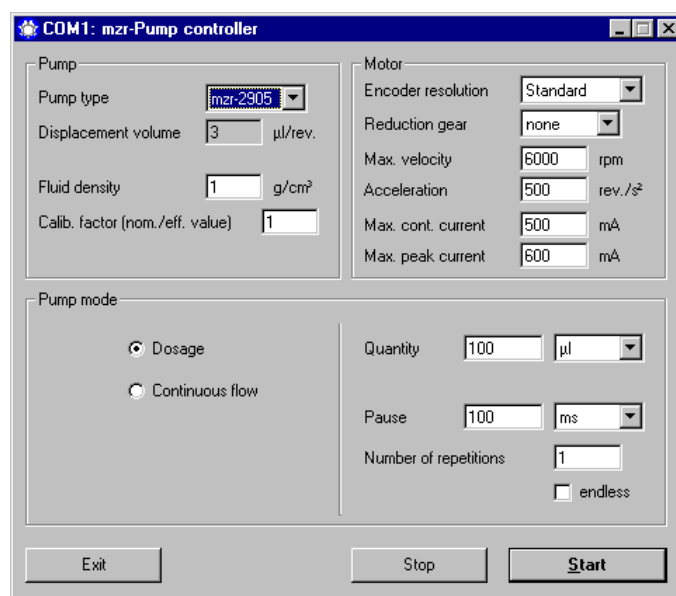 COM1: mzr-Pump controller
Pump
Pump type mzr-2905
Displacement volume 3 µl/rev.
Fluid density 1 g/cm³
Calib. factor (nom./eff. value) 1
Motor
Encoder resolution Standard
Reduction gear none
Max. velocity 6000 rpm
Acceleration 500 rev./s²
Max. cont. current 500 mA
Max. peak current 600 mA
Pump mode
Dosage
Continuous flow
Quantity 100 µl
Pause 100 ms
Number of repetitions 1
endless
Exit Stop Start